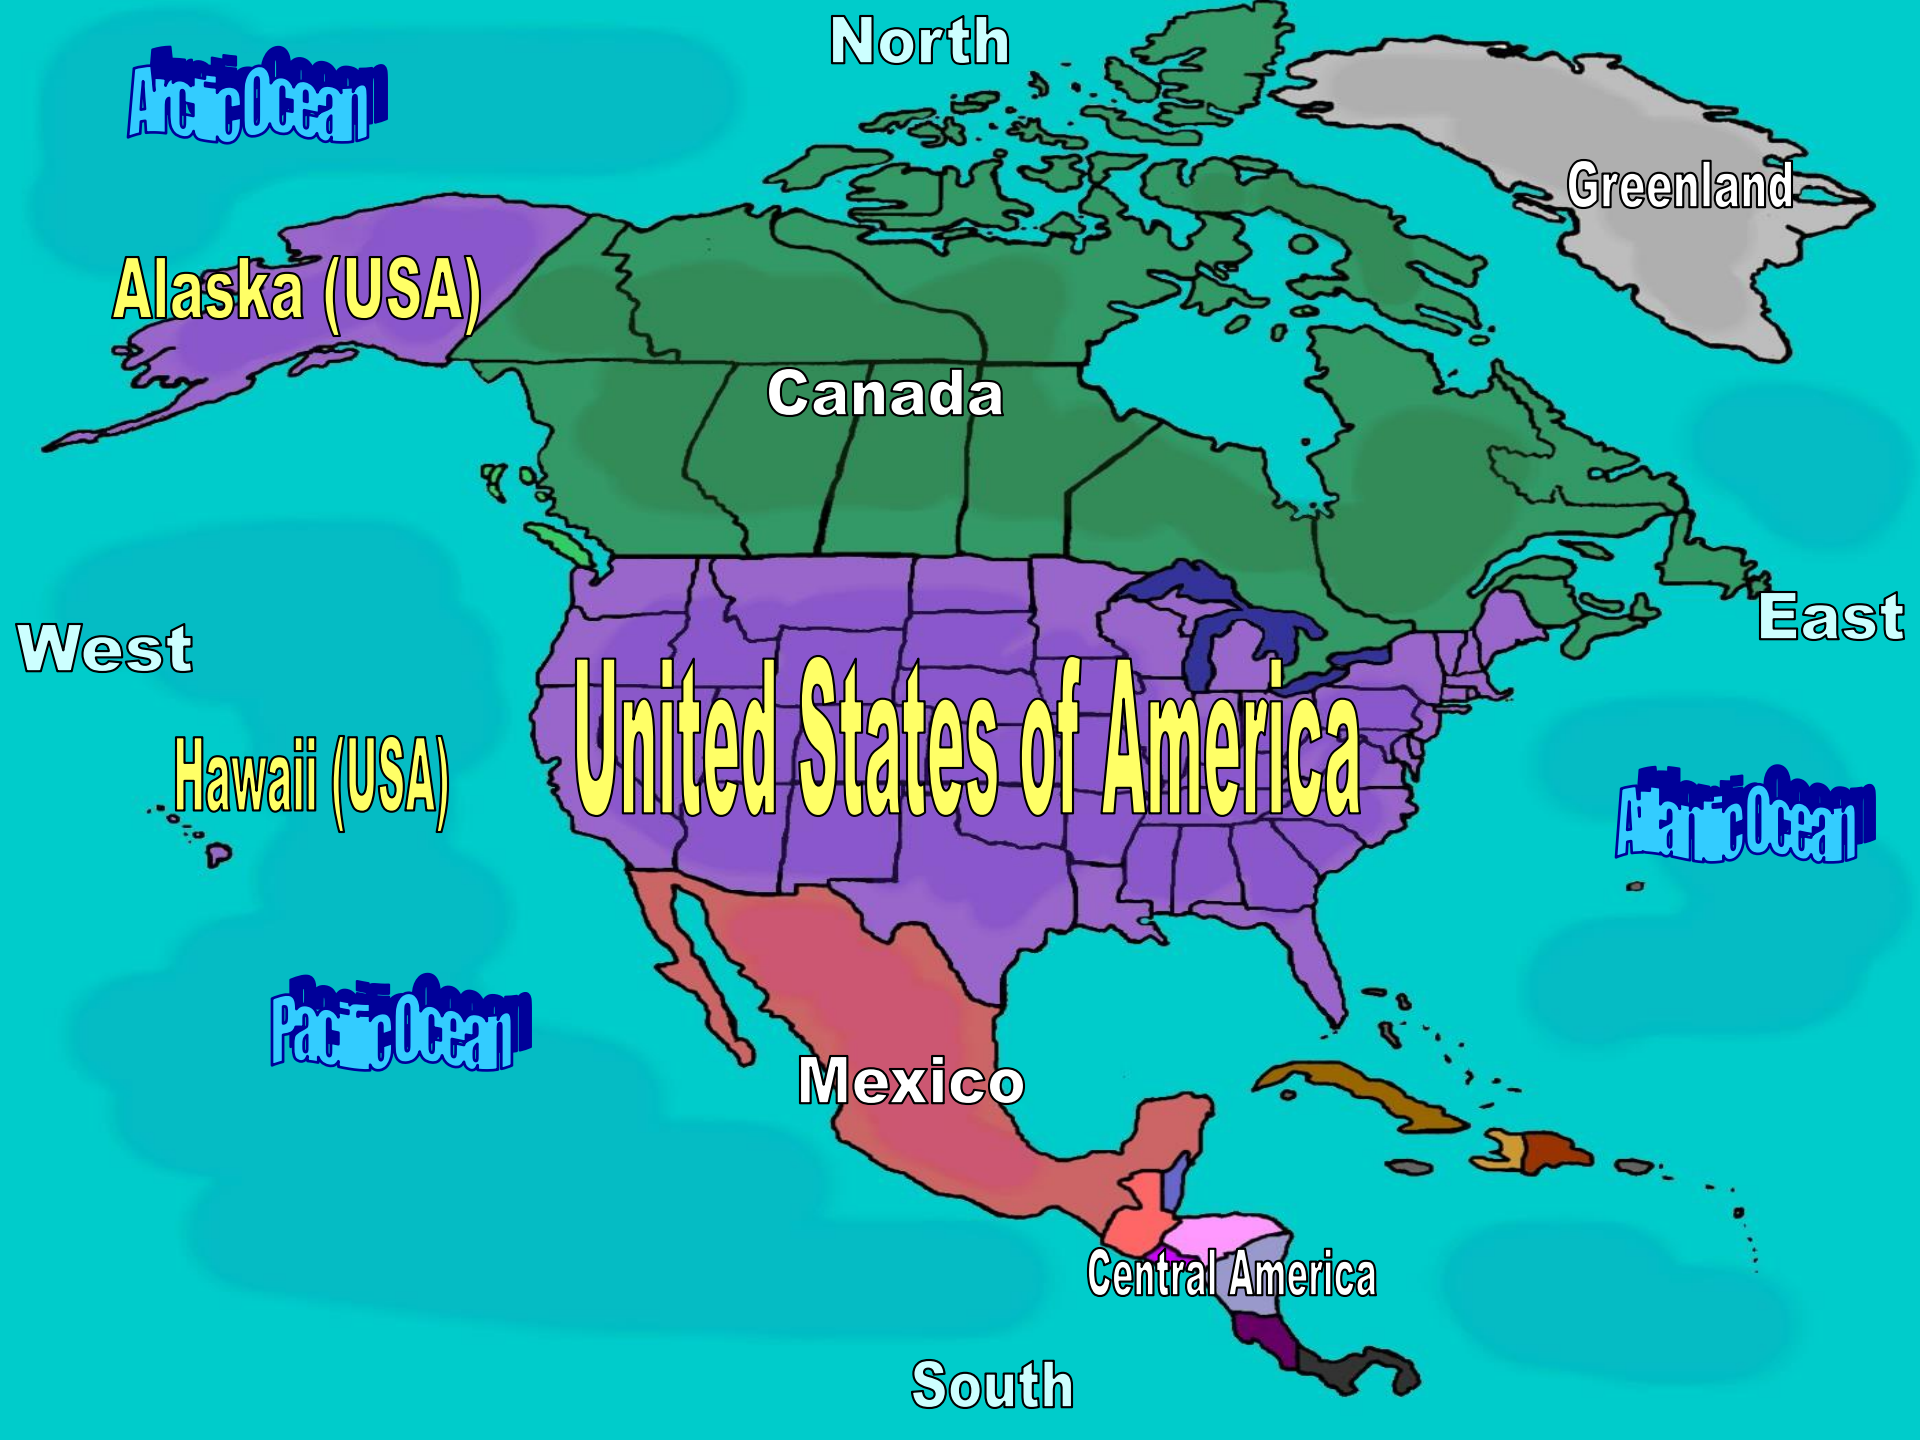 North
Arctic Ocean
Greenland
Alaska (USA)
Canada
East
West
United States of America
Hawaii (USA)
Atlantic Ocean
Pacific Ocean
Mexico
Central America
South